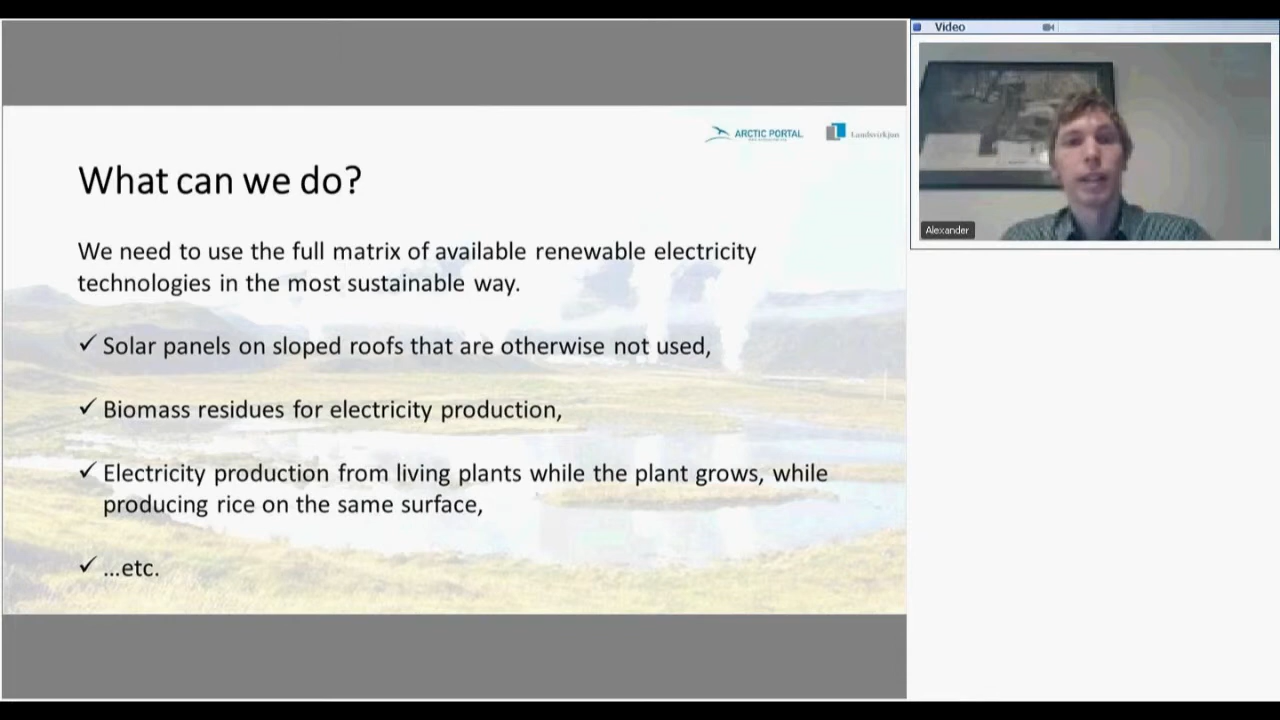 Video
ARCTIC PORTAL
Landsvirkjun
What can we do?
We need to use the full matrix of available renewable electricity
technologies in the most sustainable way.
✓ Solar panels on sloped roofs that are otherwise not used,
✓ Biomass residues for electricity production,
✓ Electricity production from living plants while the plant grows, while
producing rice on the same surface,
✓ ...etc.
Alexander